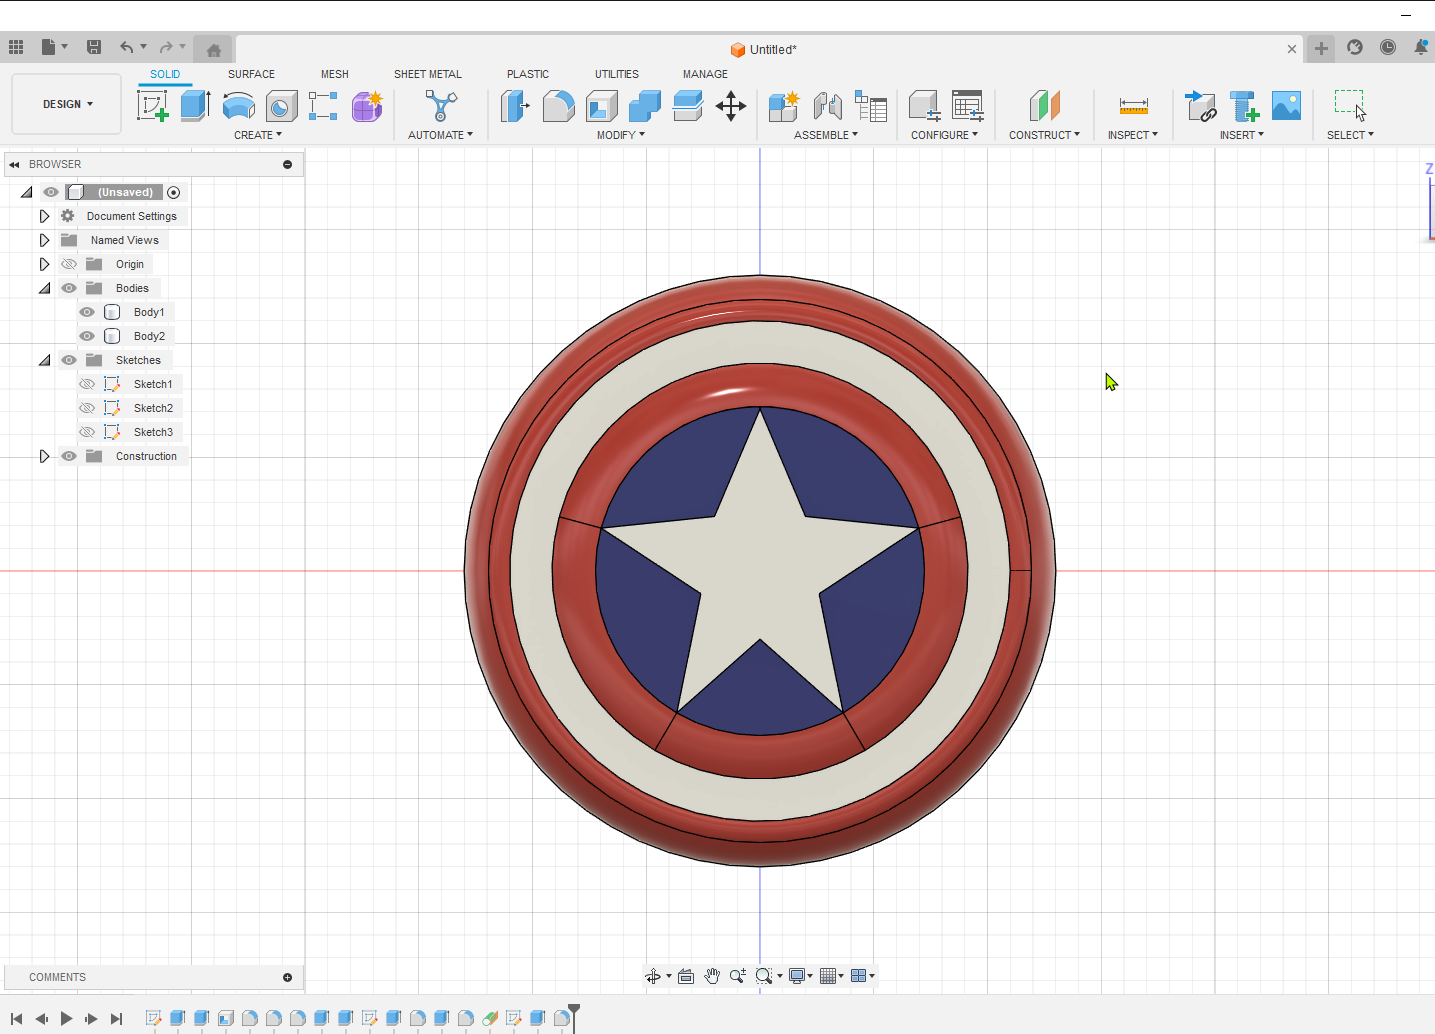 Untitled*
SOLID SURFACE MESH SHEET METAL PLASTIC UTILITIES MANAGE
DESIGN
CREATE AUTOMATE MODIFY ASSEMBLE CONFIGURE CONSTRUCT INSPECT INSERT SELECT
BROWSER
Z
(Unsaved)
Document Settings
Named Views
Origin
Bodies
Body1
Body2
Sketches
Sketch1
Sketch2
Sketch3
Construction
COMMENTS